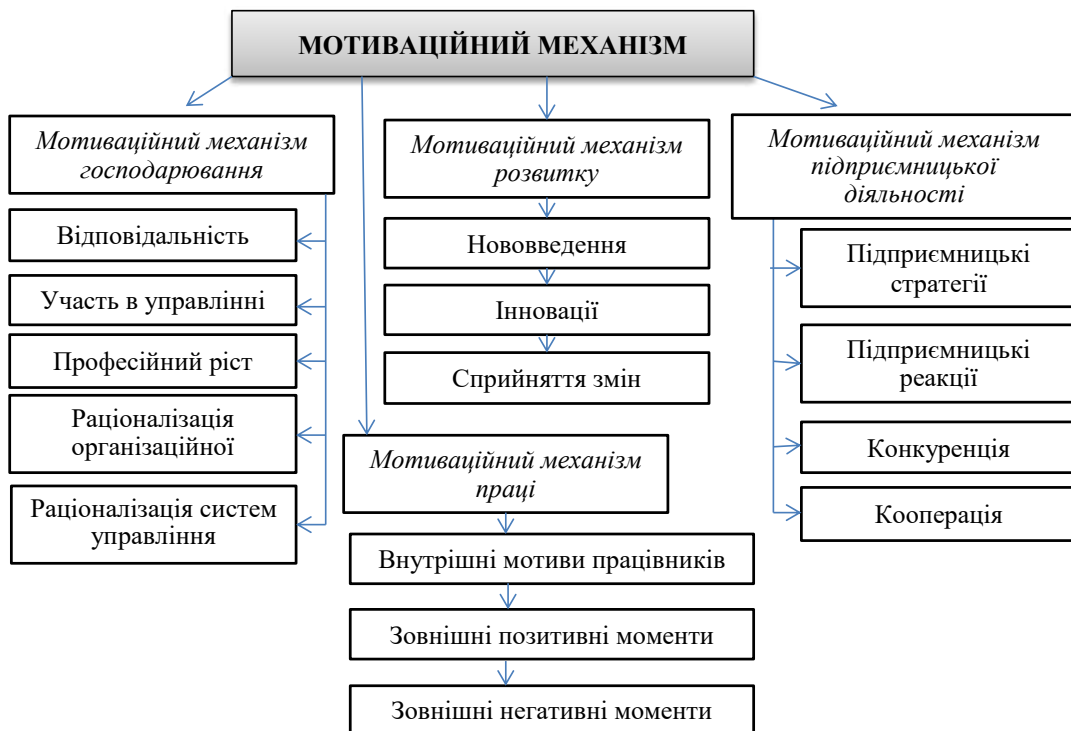 МОТИВАЦІЙНИЙ МЕХАНІЗМ
Мотиваційний механізм
господарювання
Відповідальність
Участь в управлінні
Професійний ріст
Раціоналізація
організаційної
Раціоналізація систем
управління
Мотиваційний механізм
розвитку
Нововведення
Інновації
Сприйняття змін
Мотиваційний механізм
праці
Внутрішні мотиви працівників
Зовнішні позитивні моменти
Зовнішні негативні моменти
Мотиваційний механізм
підприємницької
діяльності
Підприємницькі
стратегії
Підприємницькі
реакції
Конкуренція
Кооперація